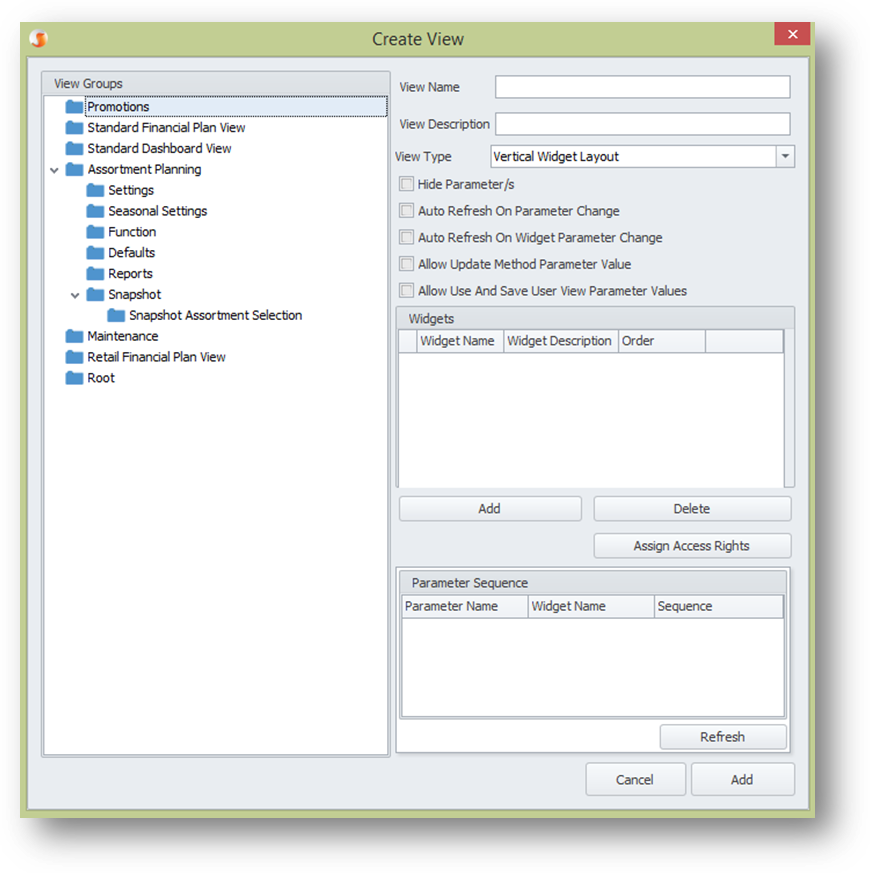 Create View
View Groups
Promotions
Standard Financial Plan View
Standard Dashboard View
Assortment Planning
Settings
Seasonal Settings
Function
Defaults
Reports
Snapshot
Snapshot Assortment Selection
Maintenance
Retail Financial Plan View
Root
View Name
View Description
View Type Vertical Widget Layout
Hide Parameter/s
Auto Refresh On Parameter Change
Auto Refresh On Widget Parameter Change
Allow Update Method Parameter Value
Allow Use And Save User View Parameter Values
Widgets
Widget Name Widget Description Order
Add Delete
Assign Access Rights
Parameter Sequence
Parameter Name Widget Name Sequence
Refresh
Cancel Add